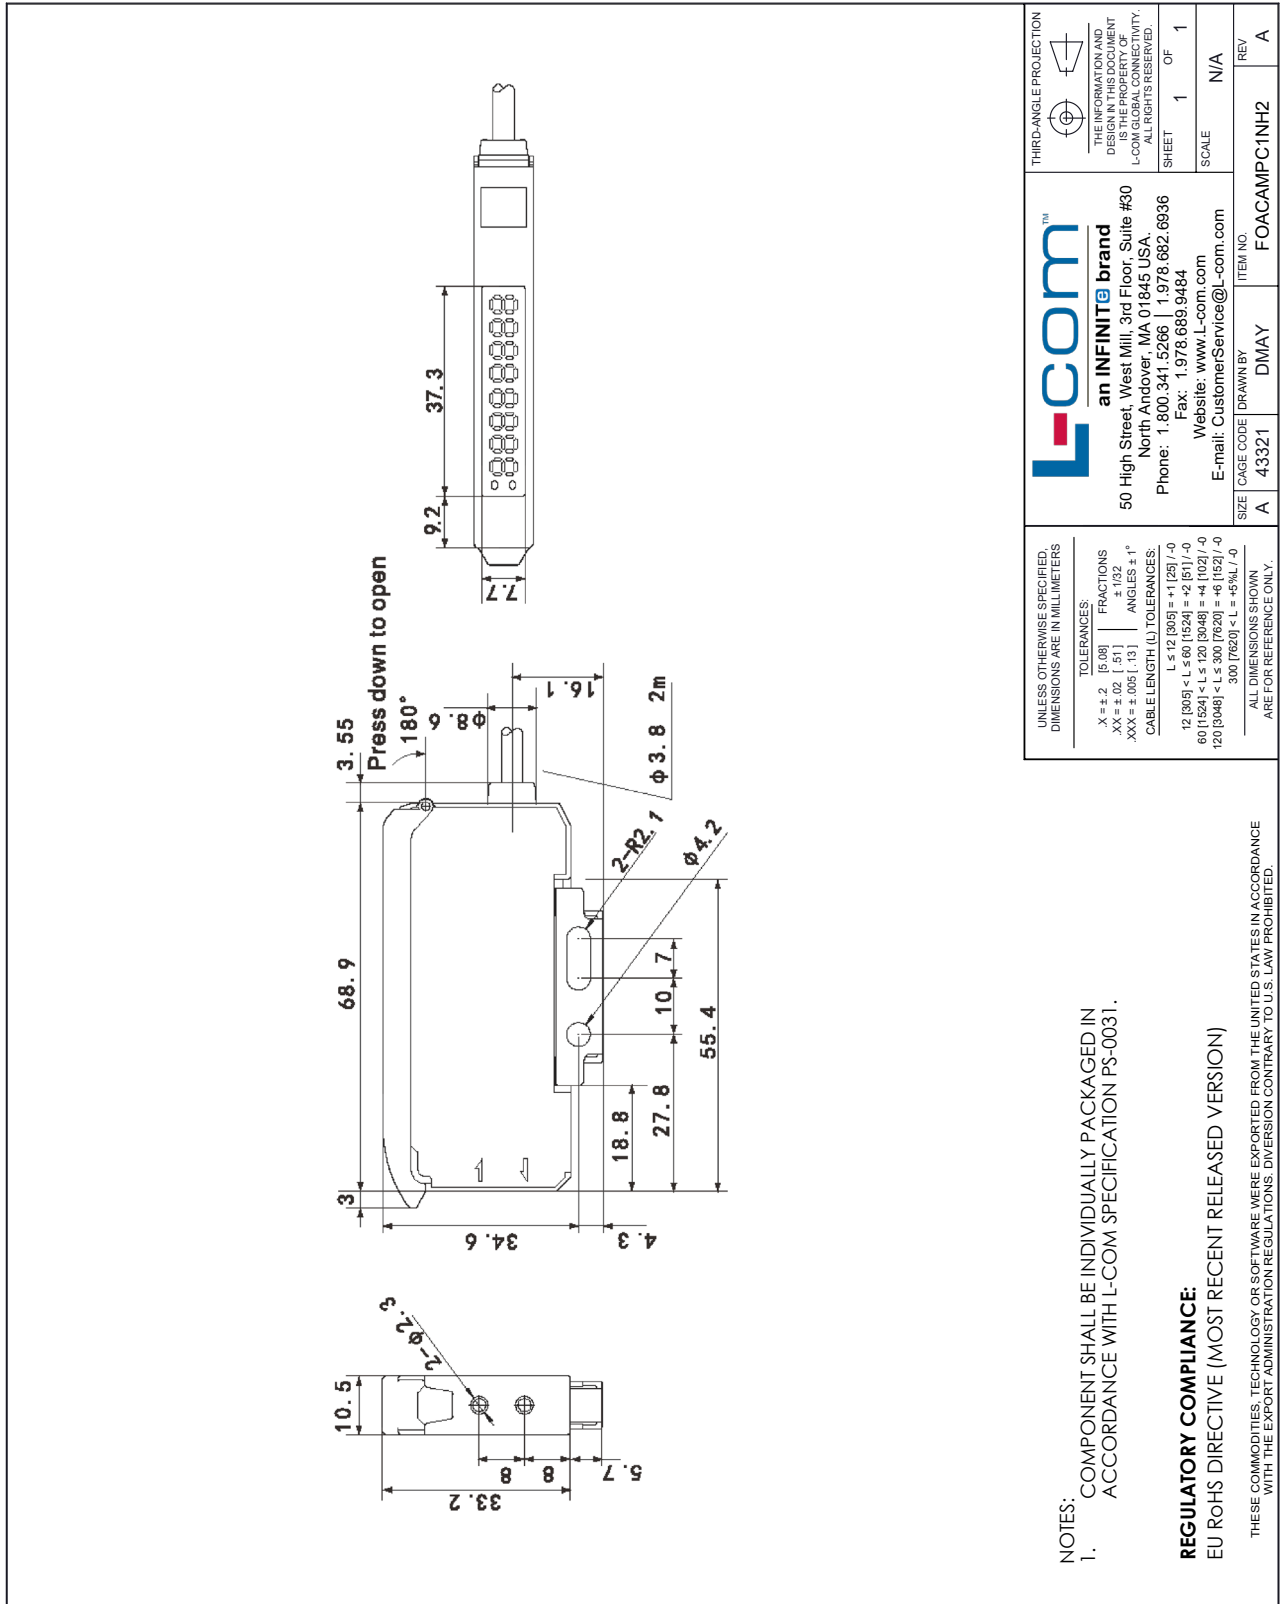 10.5
2-φ2.3
33.2
8
8
5.7
3
68.9
3.55
Press down to open
180°
φ8.6
16.1
φ3.8 2m
2-R2.1
φ4.2
7
10
27.8
18.8
55.4
34.6
4.3
9.2
37.3
7.7
NOTES:
1. COMPONENT SHALL BE INDIVIDUALLY PACKAGED IN
ACCORDANCE WITH L-COM SPECIFICATION PS-0031.
REGULATORY COMPLIANCE:
EU RoHS DIRECTIVE (MOST RECENT RELEASED VERSION)
THESE COMMODITIES, TECHNOLOGY OR SOFTWARE WERE EXPORTED FROM THE UNITED STATES IN ACCORDANCE
WITH THE EXPORT ADMINISTRATION REGULATIONS. DIVERSION CONTRARY TO U.S. LAW PROHIBITED.
UNLESS OTHERWISE SPECIFIED,
DIMENSIONS ARE IN MILLIMETERS
TOLERANCES:
.X = ± .2 [5.08] FRACTIONS
.XX = ± .02 [ .51 ] ± 1/32
.XXX = ± .005 [ .13 ] ANGLES ± 1°
CABLE LENGTH (L) TOLERANCES:
L ≤ 12 [305] = +1 [25] / -0
12 [305] < L ≤ 60 [1524] = +2 [51] / -0
60 [1524] < L ≤ 120 [3048] = +4 [102] / -0
120 [3048] < L ≤ 300 [7620] = +6 [152] / -0
300 [7620] < L = +5%L / -0
ALL DIMENSIONS SHOWN
ARE FOR REFERENCE ONLY.
L-com™
an INFINITe brand
50 High Street, West Mill, 3rd Floor, Suite #30
North Andover, MA 01845 USA.
Phone: 1.800.341.5266 | 1.978.682.6936
Fax: 1.978.689.9484
Website: www.L-com.com
E-mail: CustomerService@L-com.com
THIRD-ANGLE PROJECTION
THE INFORMATION AND
DESIGN IN THIS DOCUMENT
IS THE PROPERTY OF
L-COM GLOBAL CONNECTIVITY.
ALL RIGHTS RESERVED.
SHEET 1 OF 1
SCALE N/A
SIZE A
CAGE CODE 43321
DRAWN BY DMAY
ITEM NO. FOACAMPC1NH2
REV A